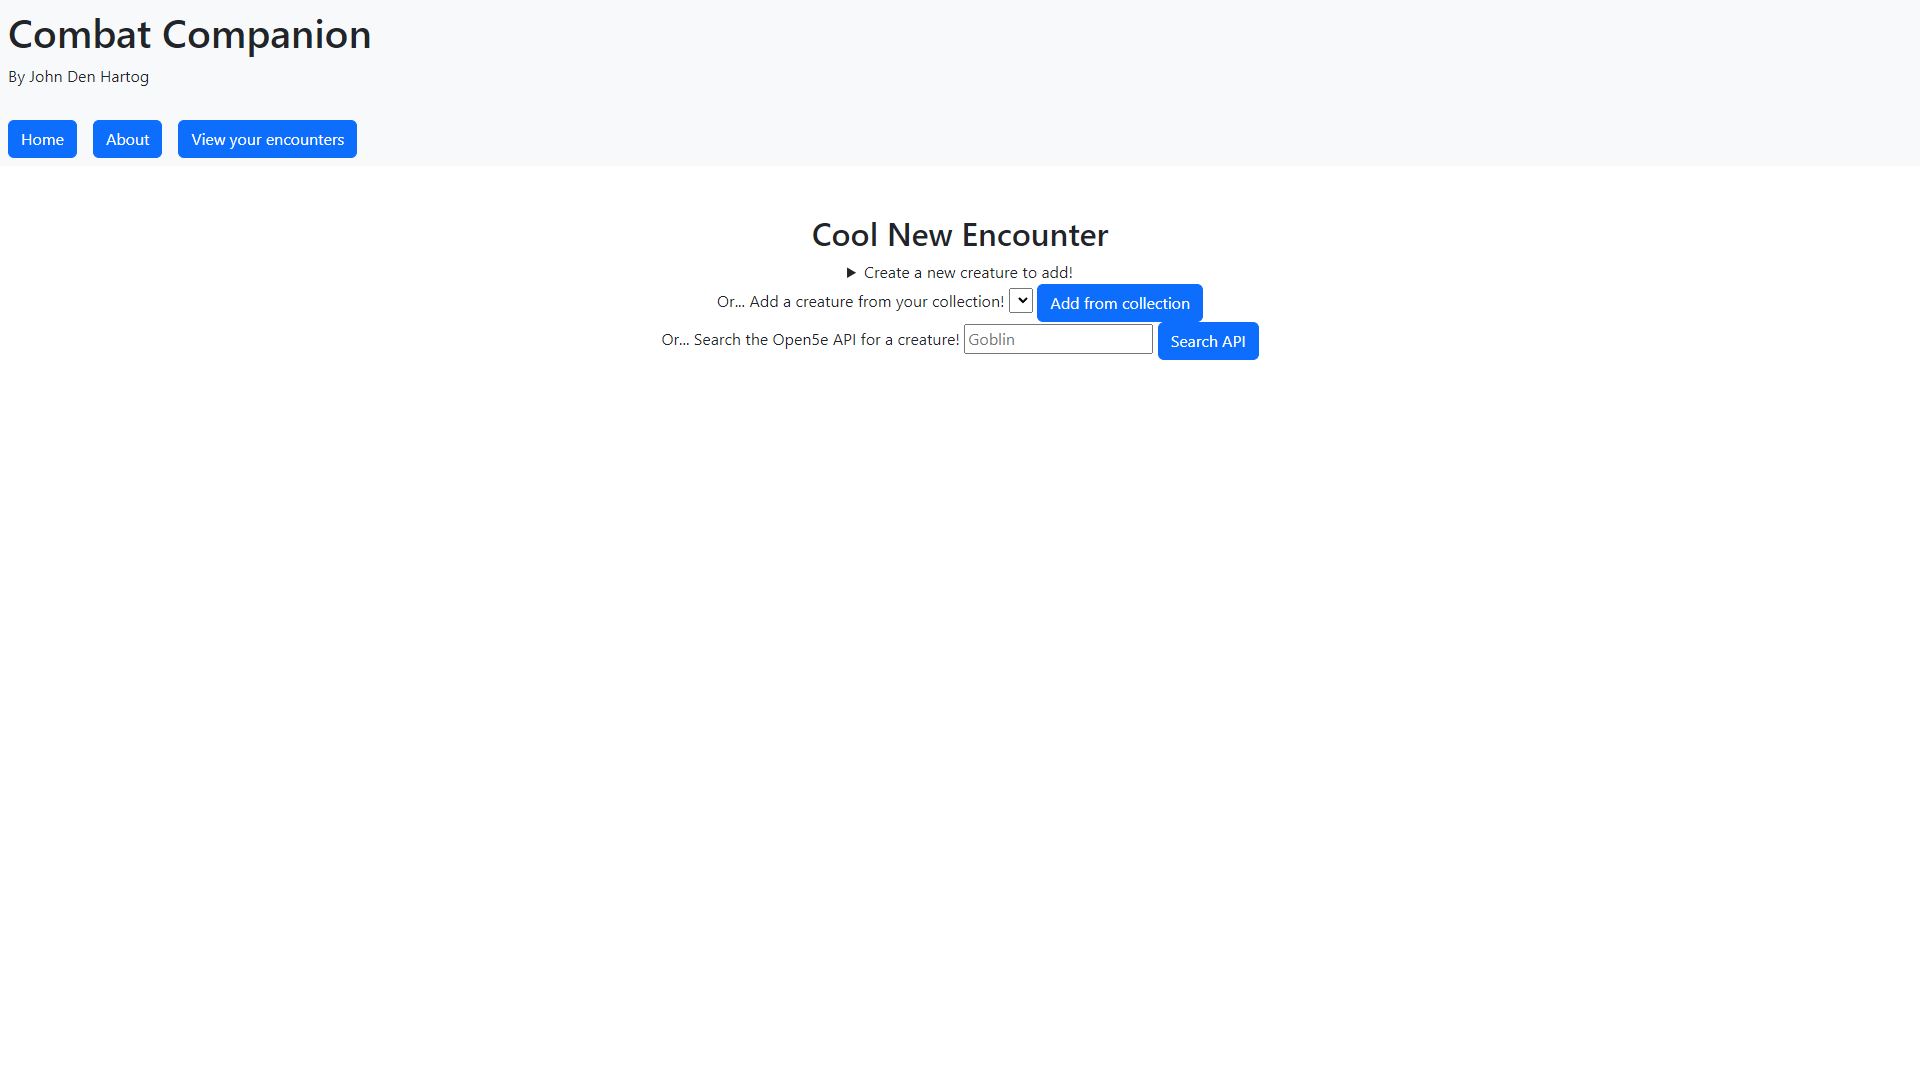 Combat Companion
By John Den Hartog
Home About View your encounters
Cool New Encounter
Create a new creature to add!
Or... Add a creature from your collection! Add from collection
Or... Search the Open5e API for a creature! Goblin Search API